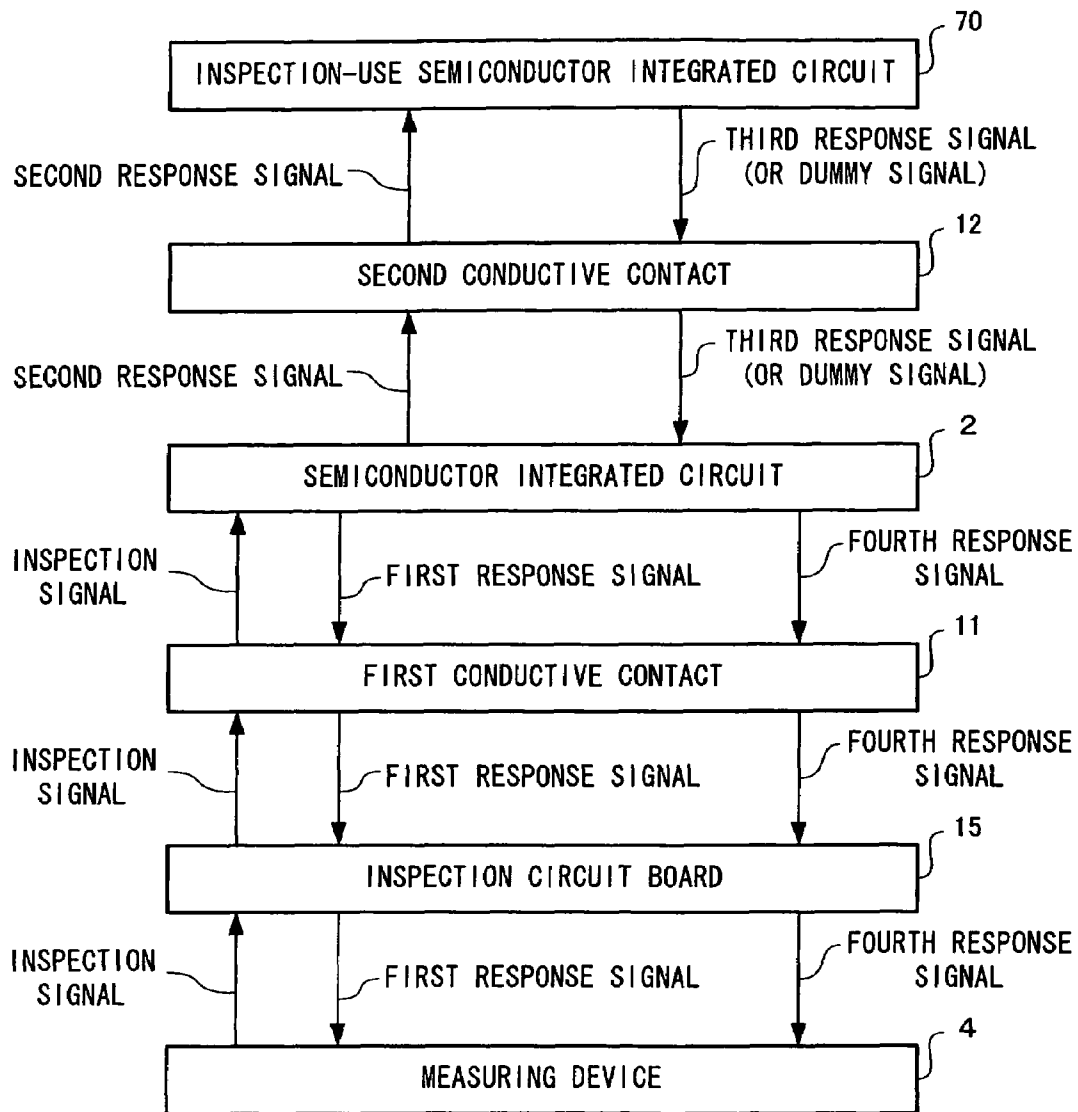 70
INSPECTION-USE SEMICONDUCTOR INTEGRATED CIRCUIT
SECOND RESPONSE SIGNAL
THIRD RESPONSE SIGNAL
(OR DUMMY SIGNAL)
12
SECOND CONDUCTIVE CONTACT
SECOND RESPONSE SIGNAL
THIRD RESPONSE SIGNAL
(OR DUMMY SIGNAL)
2
SEMICONDUCTOR INTEGRATED CIRCUIT
INSPECTION
SIGNAL
FIRST RESPONSE SIGNAL
FOURTH RESPONSE
SIGNAL
11
FIRST CONDUCTIVE CONTACT
INSPECTION
SIGNAL
FIRST RESPONSE SIGNAL
FOURTH RESPONSE
SIGNAL
15
INSPECTION CIRCUIT BOARD
INSPECTION
SIGNAL
FIRST RESPONSE SIGNAL
FOURTH RESPONSE
SIGNAL
4
MEASURING DEVICE